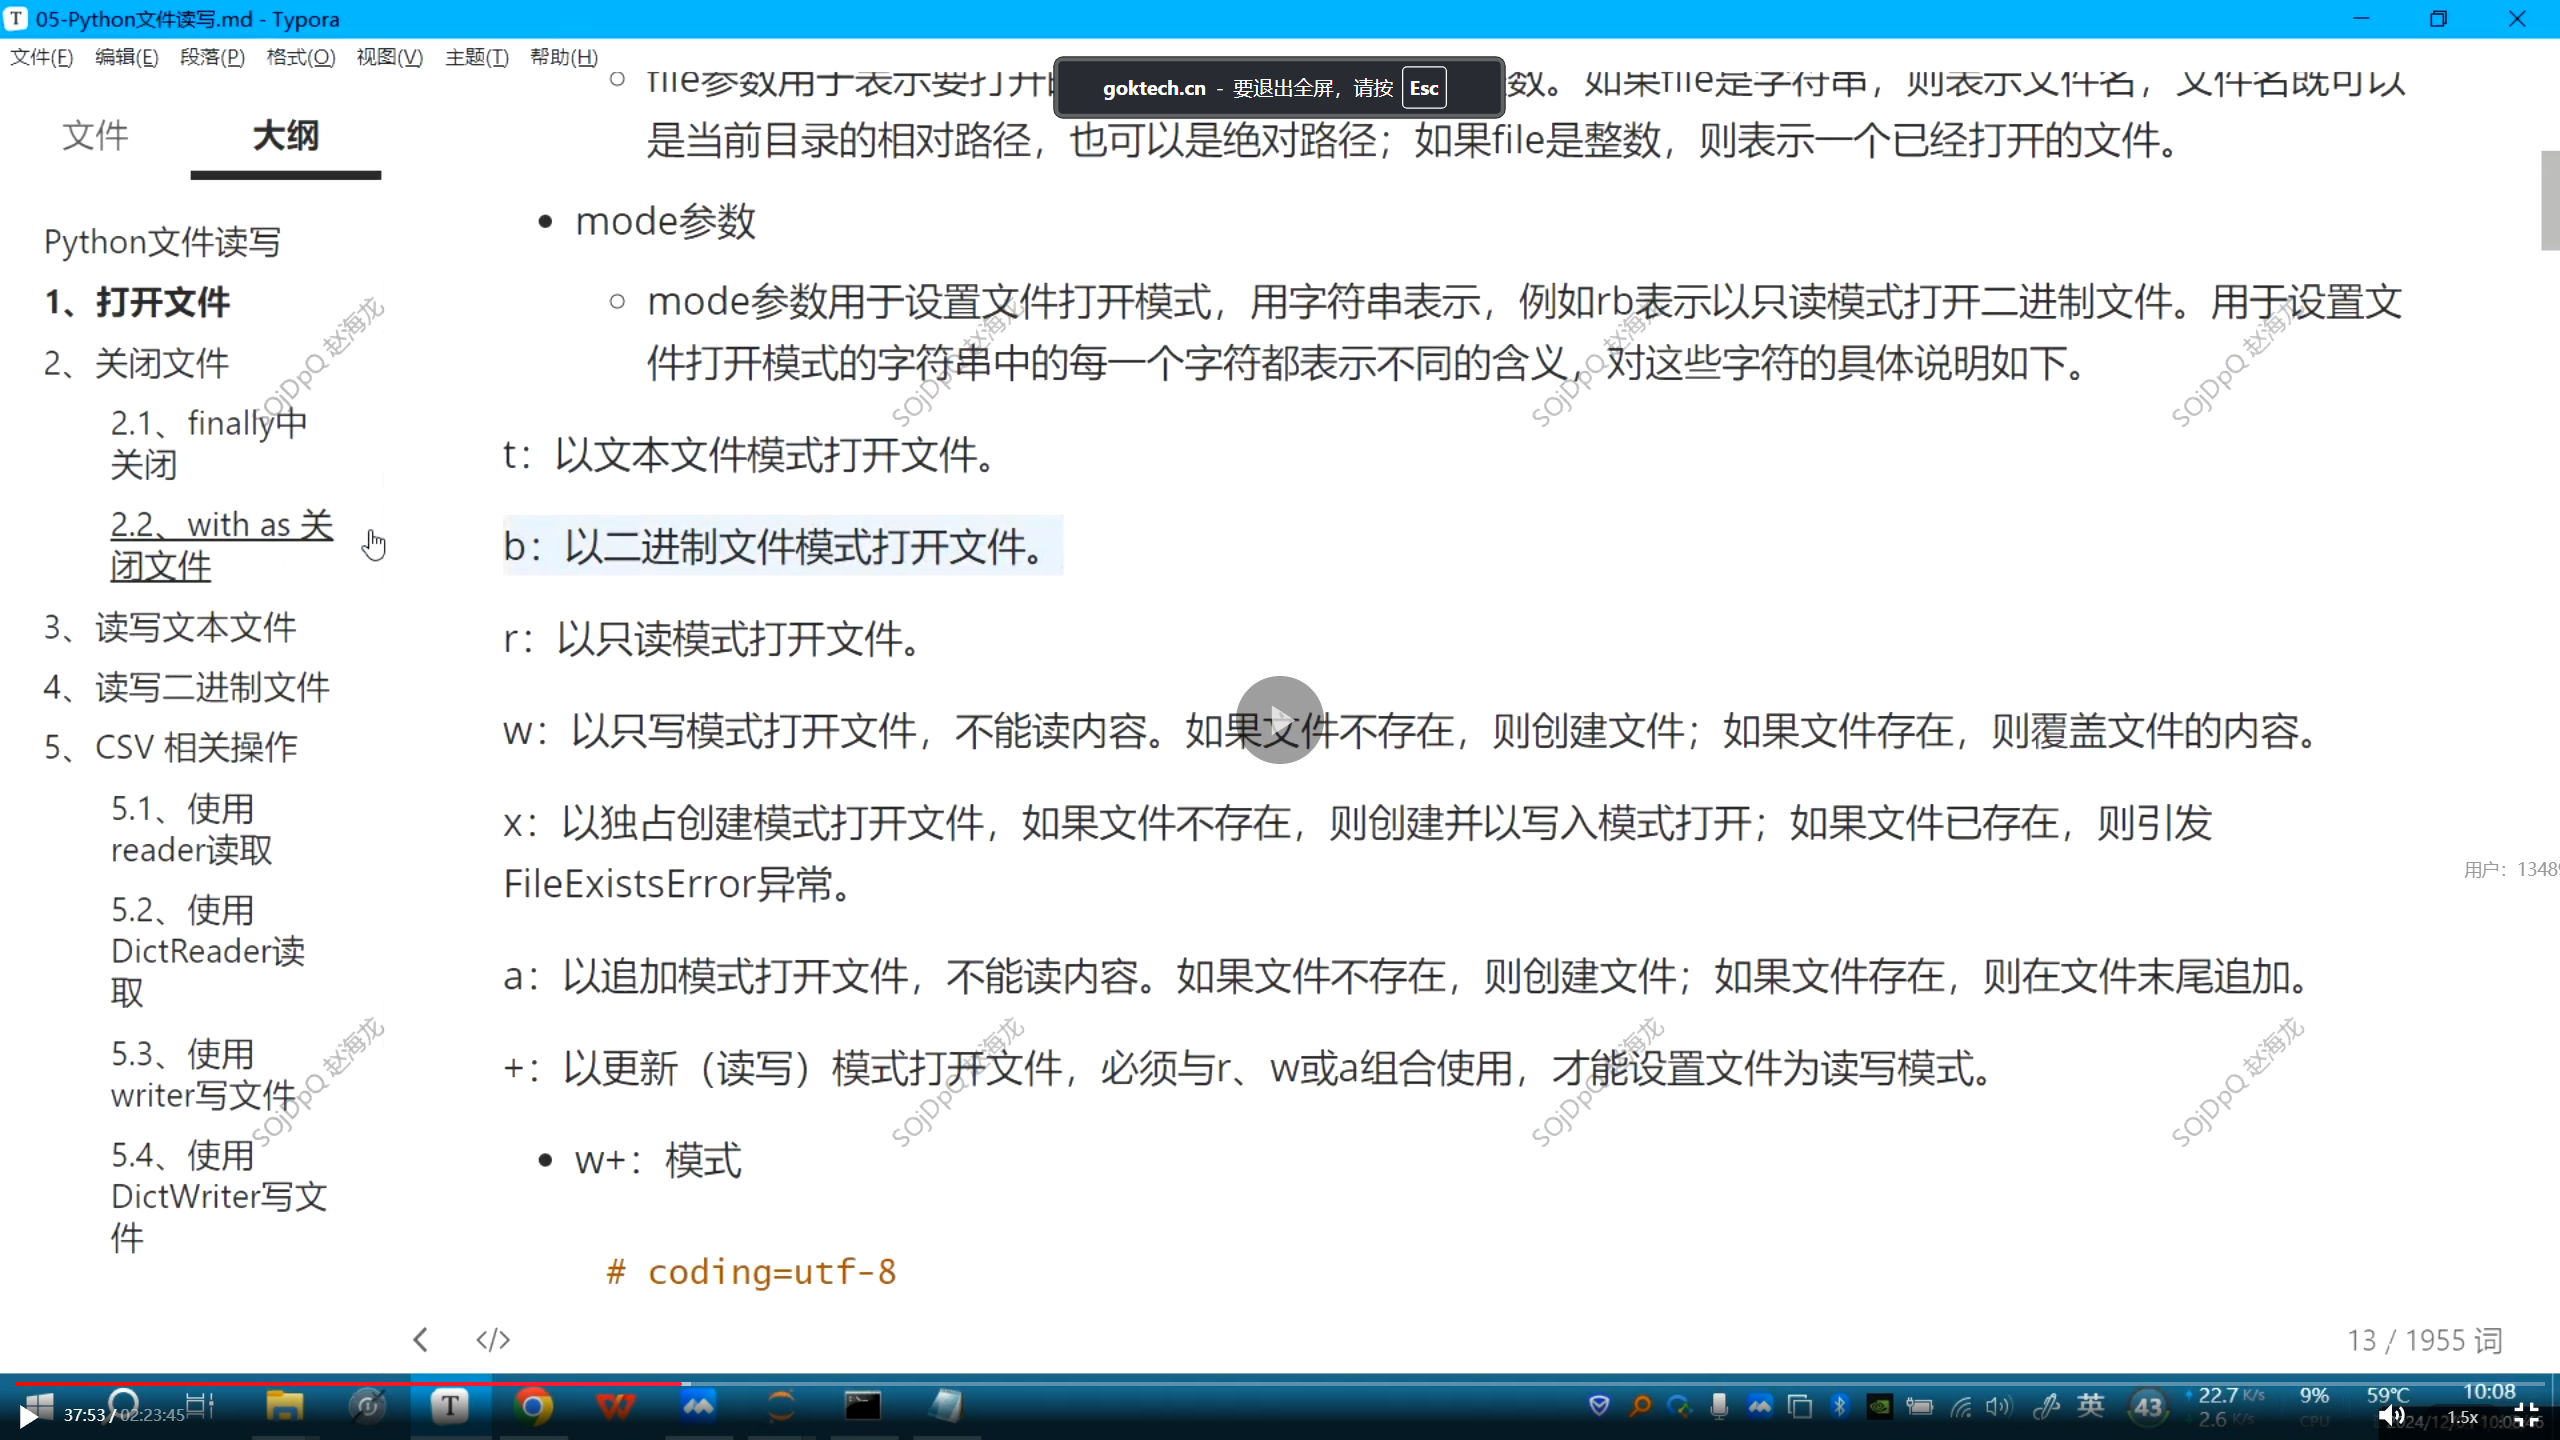 05-Python文件读写.md - Typora
文件(F) 编辑(E) 段落(P) 格式(O) 视图(V) 主题(T) 帮助(H)
goktech.cn - 要退出全屏，请按 Esc
文件 大纲
Python文件读写
1、打开文件
2、关闭文件
2.1、finally中
关闭
2.2、with as 关
闭文件
3、读写文本文件
4、读写二进制文件
5、CSV 相关操作
5.1、使用
reader读取
5.2、使用
DictReader读
取
5.3、使用
writer写文件
5.4、使用
DictWriter写文
件
file参数用于表示要打开 数。如果file是字符串，则表示文件名，文件名既可以
是当前目录的相对路径，也可以是绝对路径；如果file是整数，则表示一个已经打开的文件。
mode参数
mode参数用于设置文件打开模式，用字符串表示，例如rb表示以只读模式打开二进制文件。用于设置文
件打开模式的字符串中的每一个字符都表示不同的含义，对这些字符的具体说明如下。
t：以文本文件模式打开文件。
b：以二进制文件模式打开文件。
r：以只读模式打开文件。
w：以只写模式打开文件，不能读内容。如果文件不存在，则创建文件；如果文件存在，则覆盖文件的内容。
x：以独占创建模式打开文件，如果文件不存在，则创建并以写入模式打开；如果文件已存在，则引发
FileExistsError异常。
a：以追加模式打开文件，不能读内容。如果文件不存在，则创建文件；如果文件存在，则在文件末尾追加。
+：以更新（读写）模式打开文件，必须与r、w或a组合使用，才能设置文件为读写模式。
w+：模式
# coding=utf-8
SOjDpQ 赵海龙
SOjDpQ 赵海龙
SOjDpQ 赵海龙
SOjDpQ 赵海龙
SOjDpQ 赵海龙
SOjDpQ 赵海龙
SOjDpQ 赵海龙
SOjDpQ 赵海龙
用户：1348
</> 13 / 1955 词
37:53 / 02:23:45
英 43 22.7 K/s 9% 59℃ 10:08
2.6 K/s CPU 1.5x